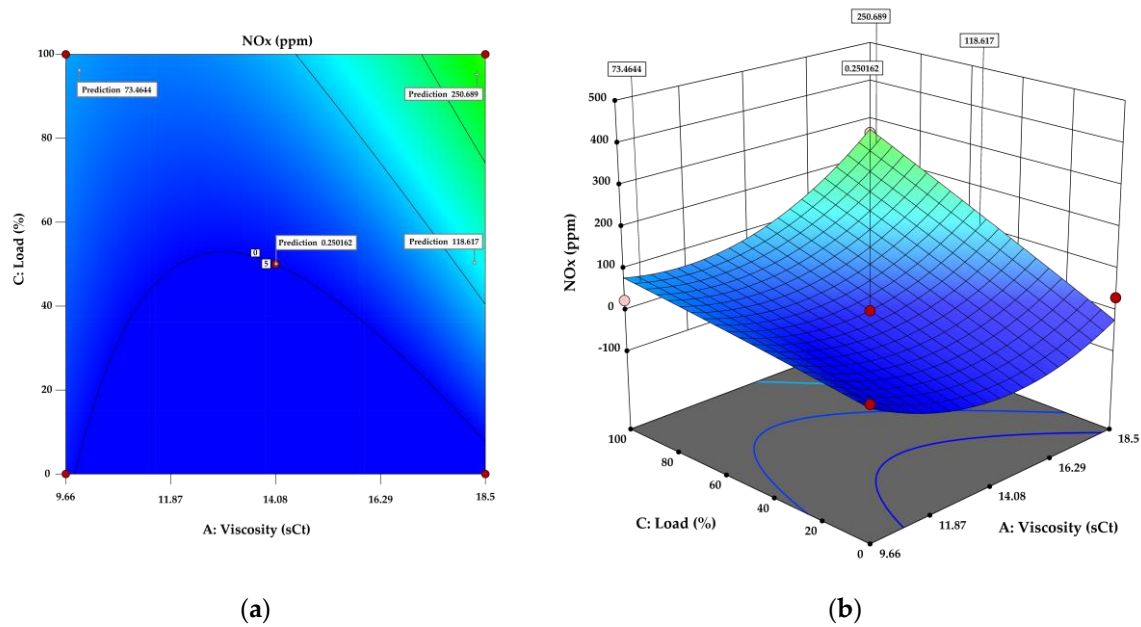 NOx (ppm)
100
80
60
40
20
0
C: Load (%)
Prediction 73.4644
Prediction 250.689
Prediction 118.617
Prediction 0.250162
0
5
9.66
11.87
14.08
16.29
18.5
A: Viscosity (sCt)
(a)
250.689
118.617
73.4644
0.250162
500
400
300
200
100
0
-100
NOx (ppm)
100
80
60
40
20
0
C: Load (%)
9.66
11.87
14.08
16.29
18.5
A: Viscosity (sCt)
(b)